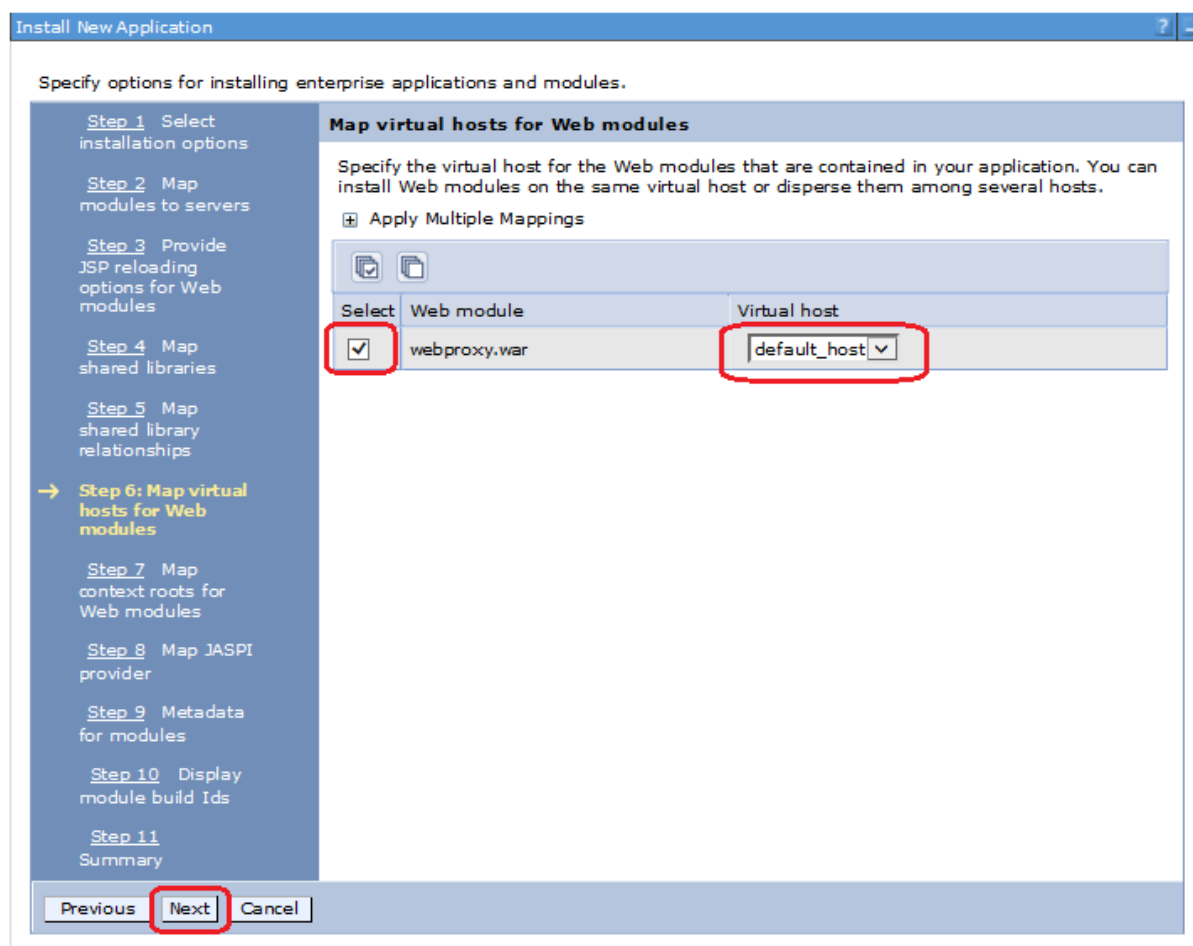 Install New Application
?
Specify options for installing enterprise applications and modules.
Step 1 Select
installation options
Step 2 Map
modules to servers
Step 3 Provide
JSP reloading
options for Web
modules
Step 4 Map
shared libraries
Step 5 Map
shared library
relationships
→ Step 6: Map virtual
hosts for Web
modules
Step 7 Map
context roots for
Web modules
Step 8 Map JASPI
provider
Step 9 Metadata
for modules
Step 10 Display
module build Ids
Step 11
Summary
Map virtual hosts for Web modules
Specify the virtual host for the Web modules that are contained in your application. You can
install Web modules on the same virtual host or disperse them among several hosts.
Apply Multiple Mappings
Select Web module Virtual host
webproxy.war default_host
Previous Next Cancel